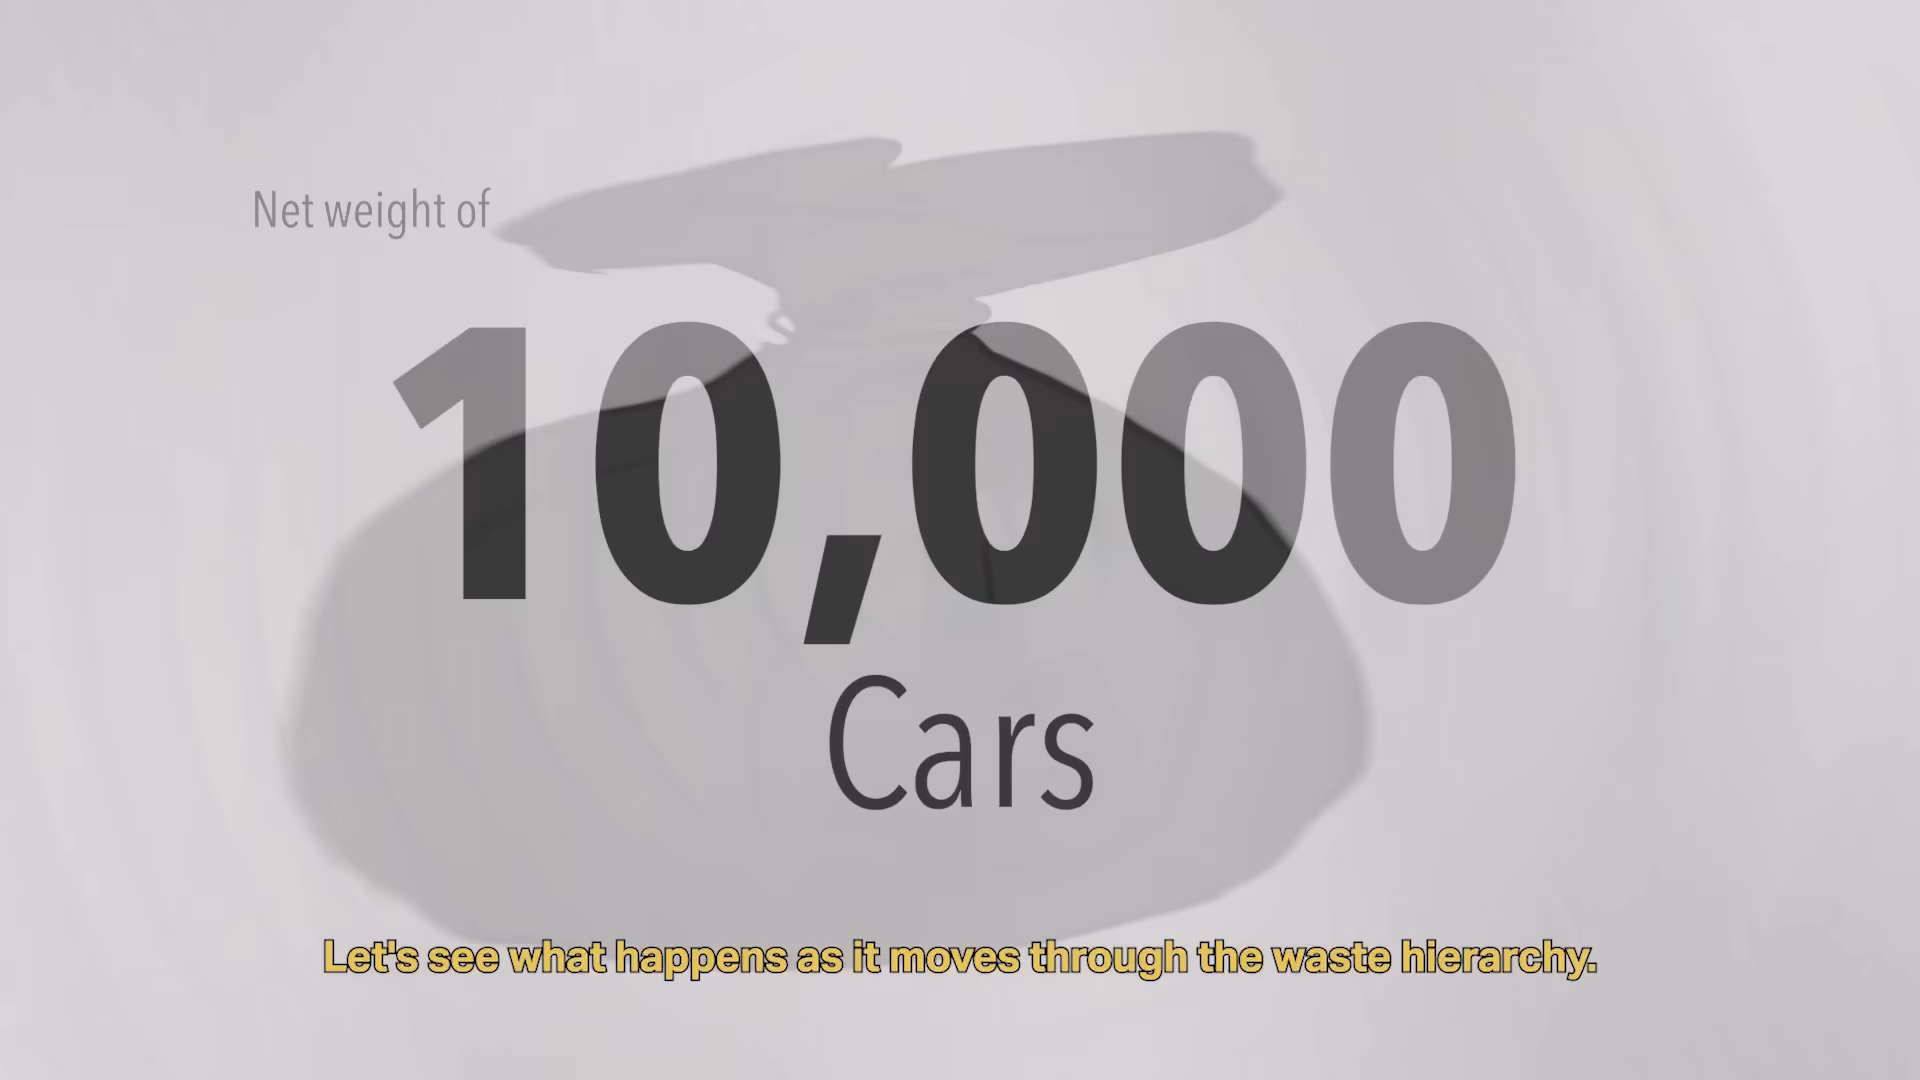 Net weight of
10,000
Cars
Let's see what happens as it moves through the waste hierarchy.